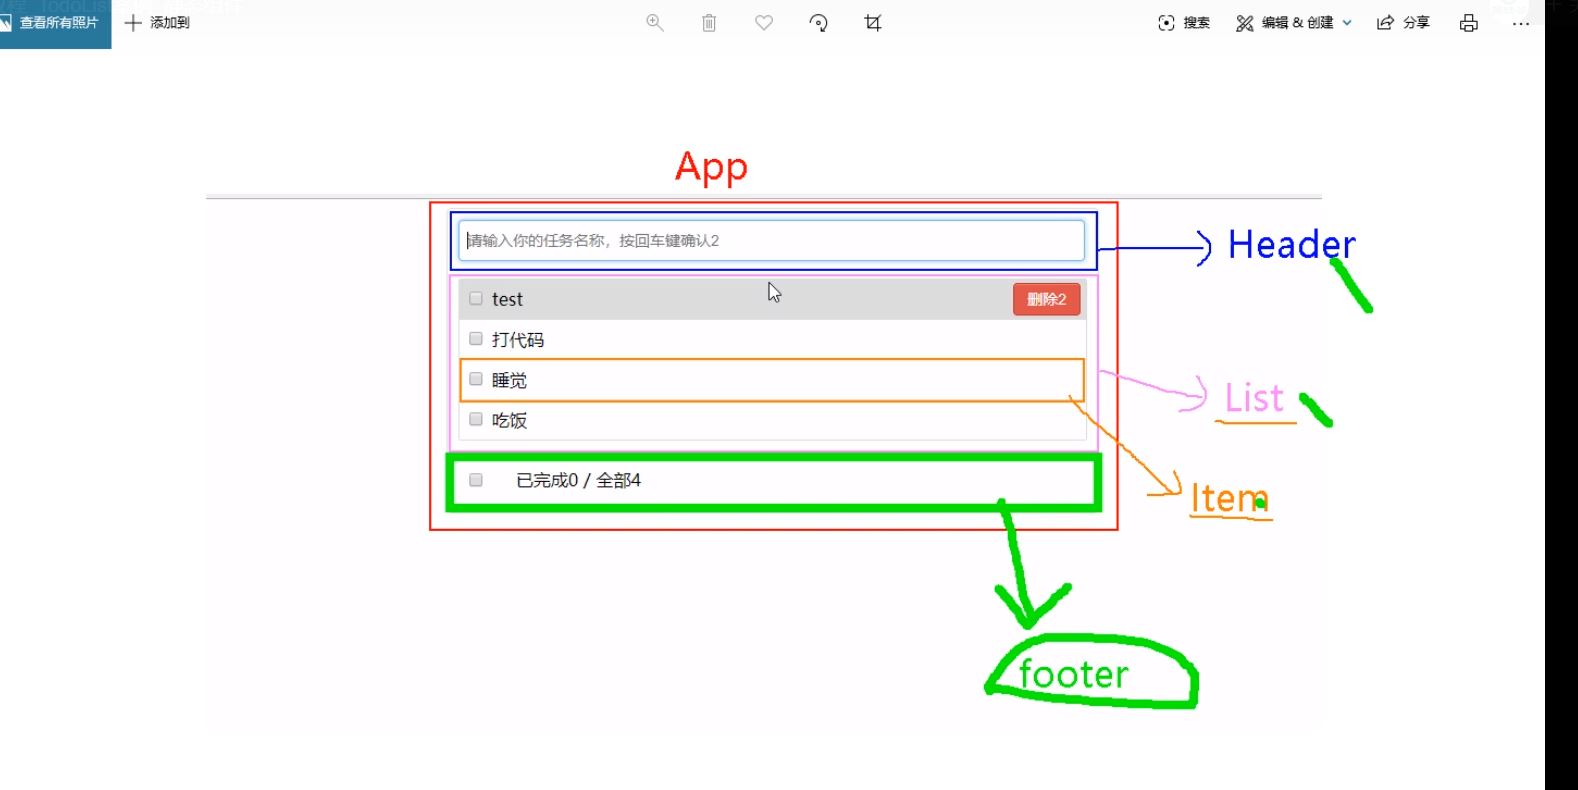 查看所有照片
添加到
搜索
编辑 & 创建
分享
App
请输入你的任务名称，按回车键确认2
Header
test
删除2
打代码
睡觉
List
吃饭
已完成0 / 全部4
Item
footer